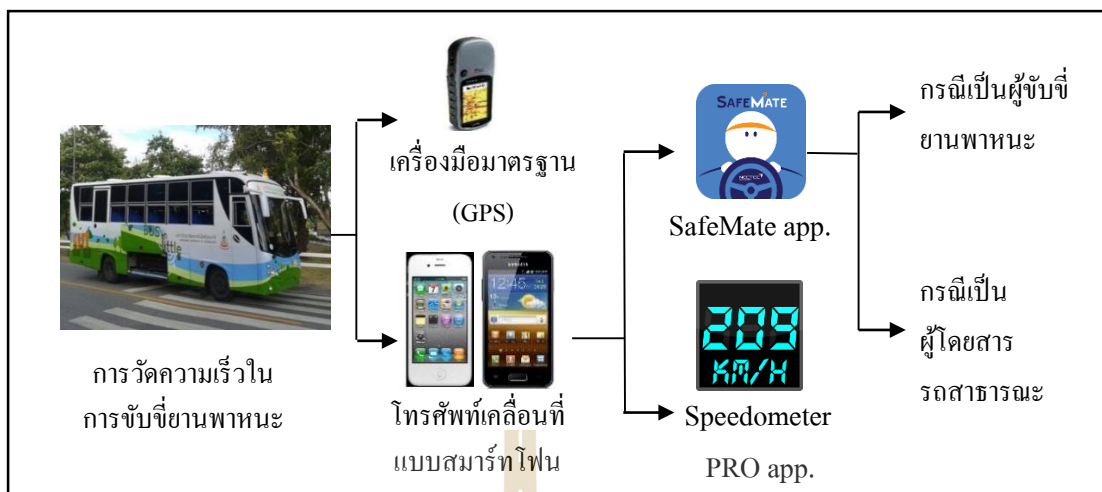 การวัดความเร็วใน
การขับขี่ยานพาหนะ
เครื่องมือมาตรฐาน
(GPS)
12:45
โทรศัพท์เคลื่อนที่
แบบสมาร์ทโฟน
SAFEMATE
NECTEC
SafeMate app.
209
KM/H
Speedometer
PRO app.
กรณีเป็นผู้ขับขี่
ยานพาหนะ
กรณีเป็น
ผู้โดยสาร
รถสาธารณะ